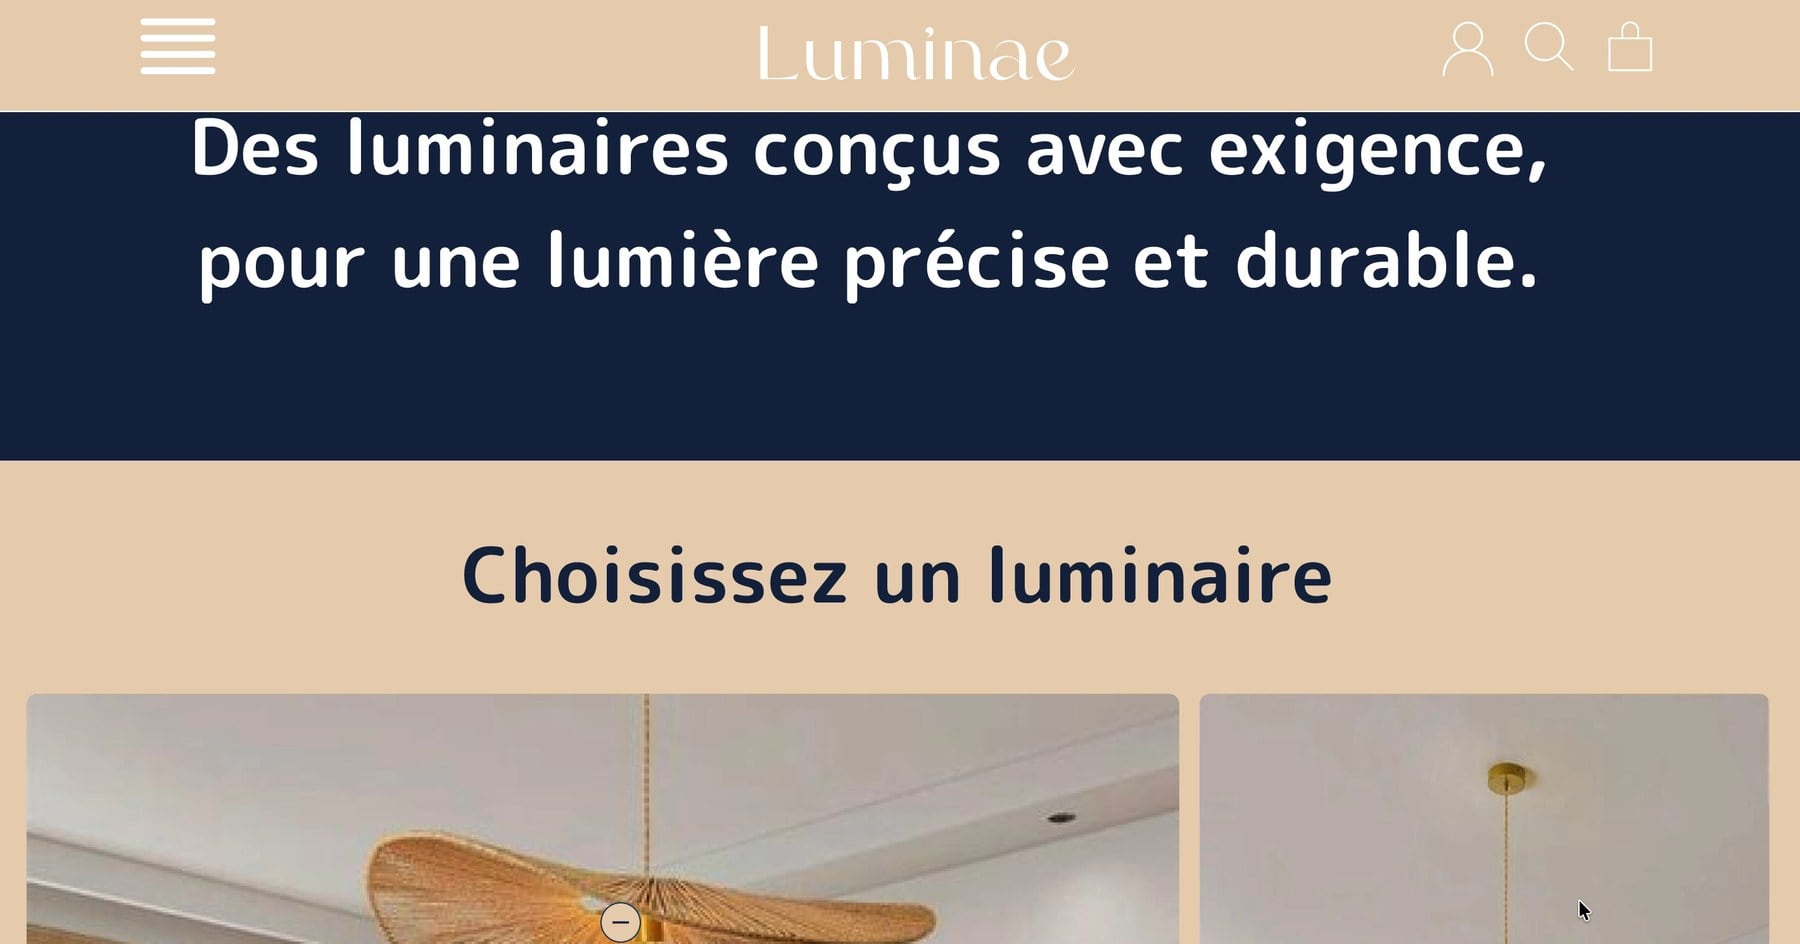 Luminae
Des luminaires conçus avec exigence,
pour une lumière précise et durable.
Choisissez un luminaire